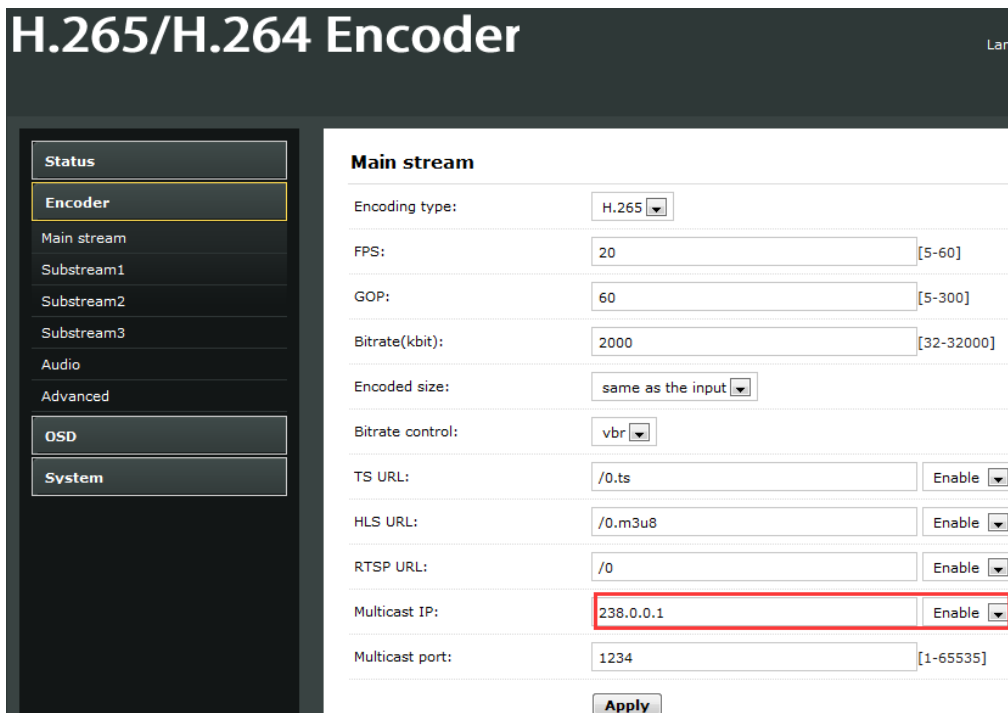 H.265/H.264 Encoder
Lan
Status
Encoder
Main stream
Substream1
Substream2
Substream3
Audio
Advanced
OSD
System
Main stream
Encoding type: H.265
FPS: 20 [5-60]
GOP: 60 [5-300]
Bitrate(kbit): 2000 [32-32000]
Encoded size: same as the input
Bitrate control: vbr
TS URL: /0.ts Enable
HLS URL: /0.m3u8 Enable
RTSP URL: /0 Enable
Multicast IP: 238.0.0.1 Enable
Multicast port: 1234 [1-65535]
Apply